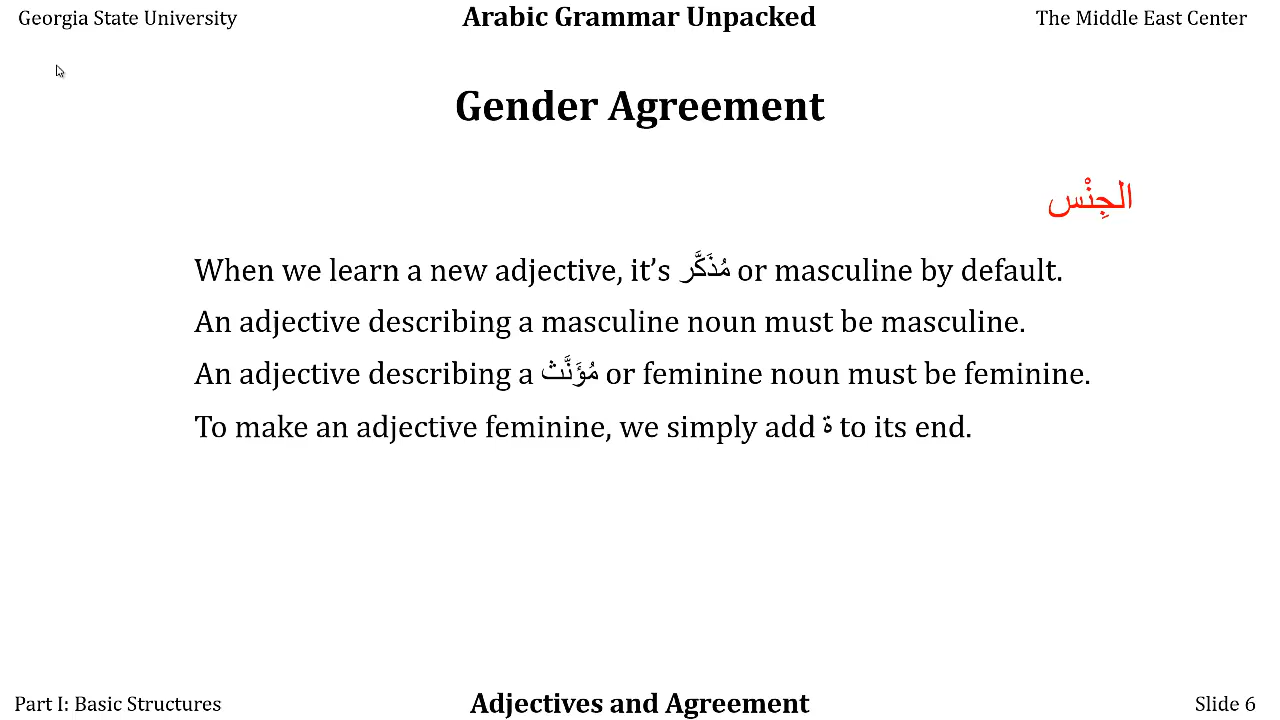 Georgia State University
Arabic Grammar Unpacked
The Middle East Center
Gender Agreement
الجِنْس
When we learn a new adjective, it’s مُذَكَّر or masculine by default.
An adjective describing a masculine noun must be masculine.
An adjective describing a مُؤَنَّث or feminine noun must be feminine.
To make an adjective feminine, we simply add ة to its end.
Part I: Basic Structures
Adjectives and Agreement
Slide 6